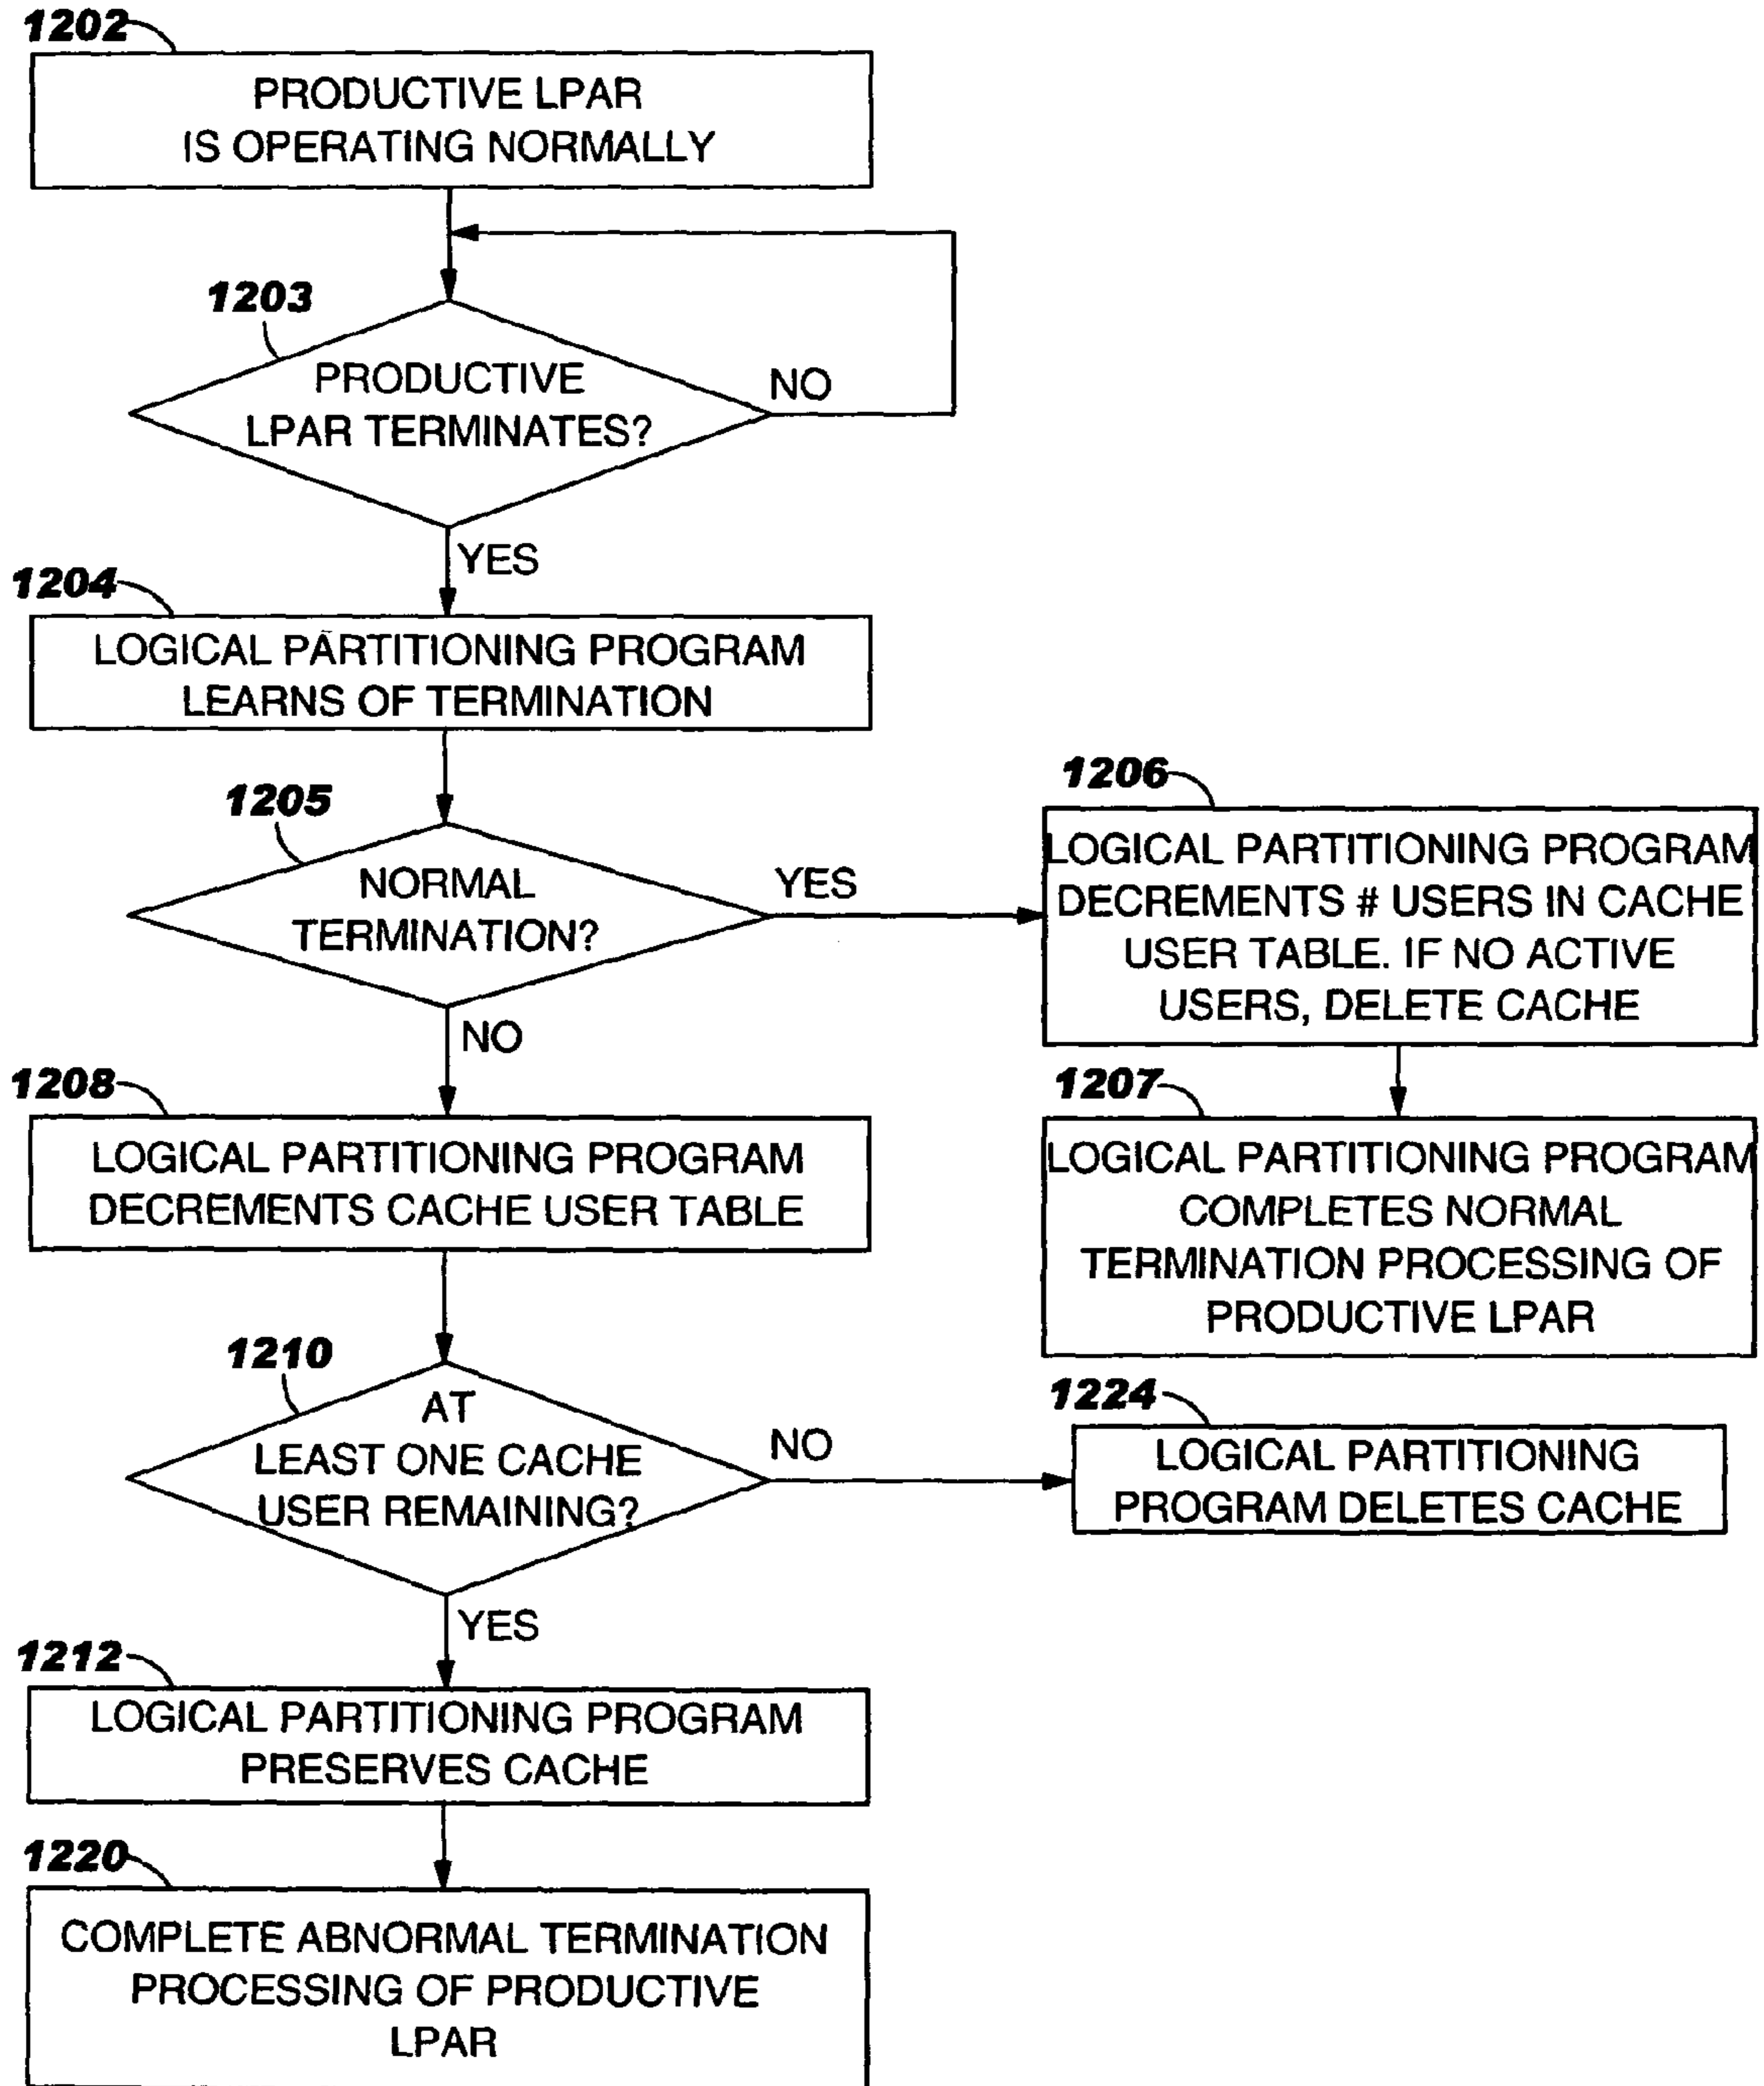 1202
PRODUCTIVE LPAR
IS OPERATING NORMALLY
1203
PRODUCTIVE
LPAR TERMINATES?
NO
YES
1204
LOGICAL PARTITIONING PROGRAM
LEARNS OF TERMINATION
1205
NORMAL
TERMINATION?
YES
NO
1206
LOGICAL PARTITIONING PROGRAM
DECREMENTS # USERS IN CACHE
USER TABLE. IF NO ACTIVE
USERS, DELETE CACHE
1207
LOGICAL PARTITIONING PROGRAM
COMPLETES NORMAL
TERMINATION PROCESSING OF
PRODUCTIVE LPAR
1208
LOGICAL PARTITIONING PROGRAM
DECREMENTS CACHE USER TABLE
1210
AT
LEAST ONE CACHE
USER REMAINING?
NO
YES
1224
LOGICAL PARTITIONING
PROGRAM DELETES CACHE
1212
LOGICAL PARTITIONING PROGRAM
PRESERVES CACHE
1220
COMPLETE ABNORMAL TERMINATION
PROCESSING OF PRODUCTIVE
LPAR